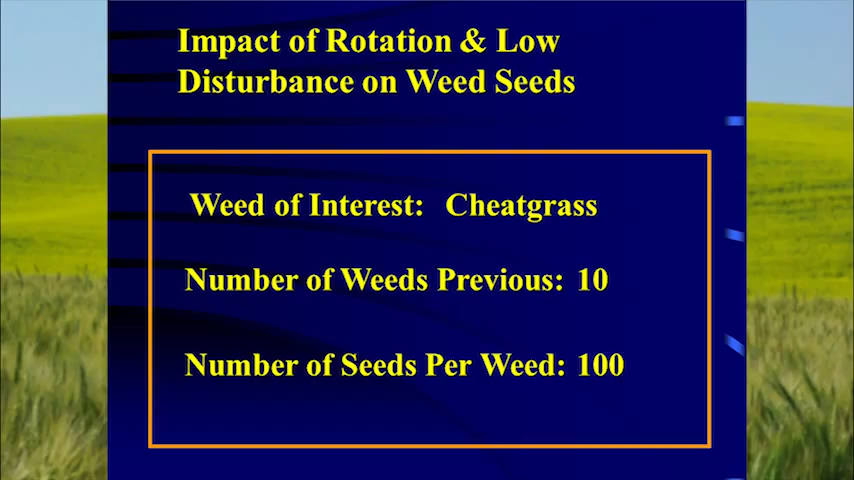 Impact of Rotation & Low
Disturbance on Weed Seeds
Weed of Interest: Cheatgrass
Number of Weeds Previous: 10
Number of Seeds Per Weed: 100